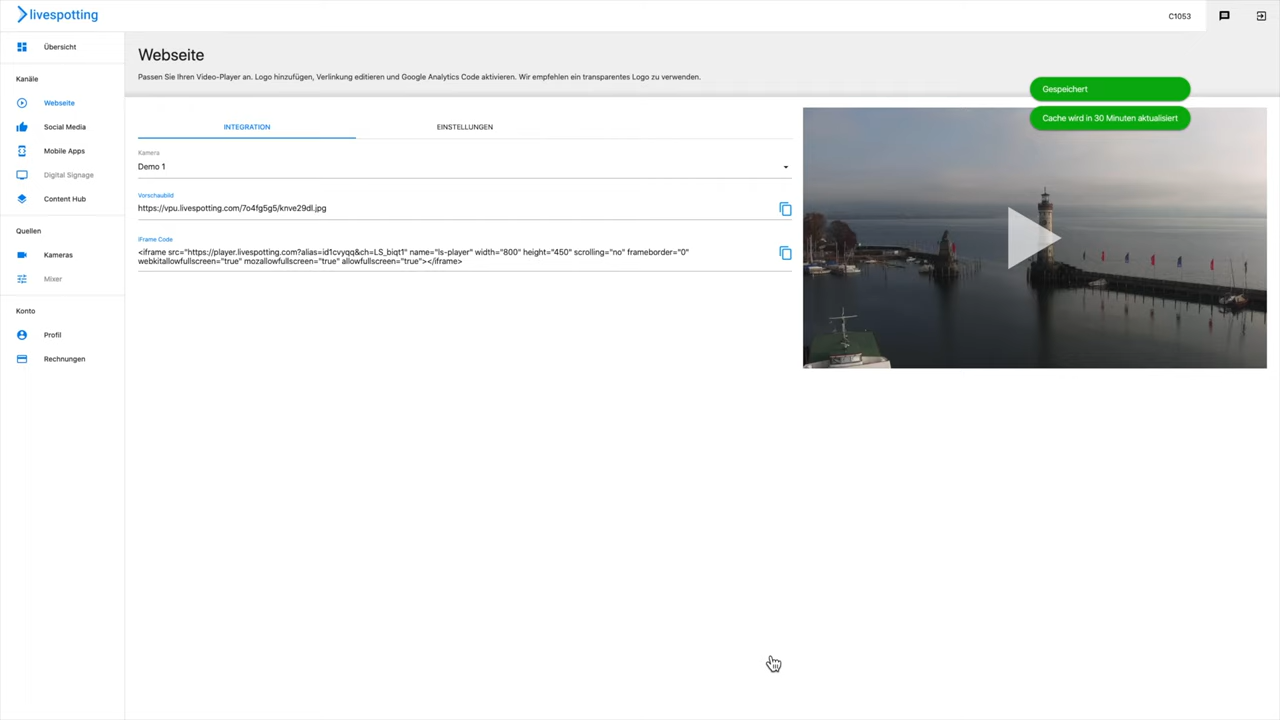 livespotting
C1053
Übersicht
Kanäle
Webseite
Social Media
Mobile Apps
Digital Signage
Content Hub
Quellen
Kameras
Mixer
Konto
Profil
Rechnungen
Webseite
Passen Sie Ihren Video-Player an. Logo hinzufügen, Verlinkung editieren und Google Analytics Code aktivieren. Wir empfehlen ein transparentes Logo zu verwenden.
Gespeichert
Cache wird in 30 Minuten aktualisiert
INTEGRATION
EINSTELLUNGEN
Kamera
Demo 1
Vorschaubild
https://vpu.livespotting.com/7o4fg5g5/knve29dl.jpg
IFrame Code
<iframe src="https://player.livespotting.com?alias=id1cvyqq&ch=LS_biqt1" name="ls-player" width="800" height="450" scrolling="no" frameborder="0"
webkitallowfullscreen="true" mozallowfullscreen="true" allowfullscreen="true"></iframe>